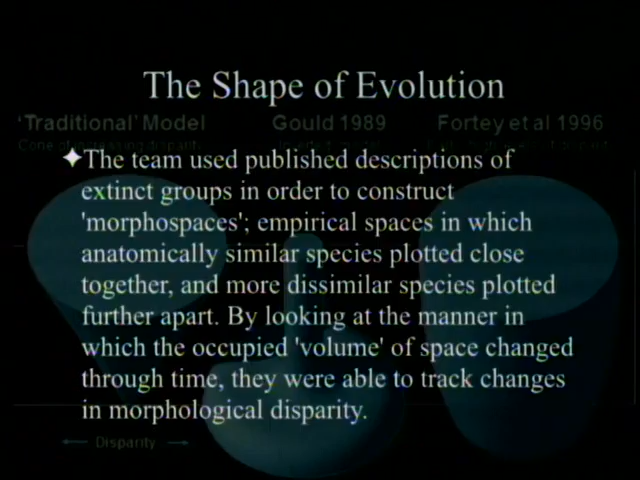 The Shape of Evolution
'Traditional' Model
Gould 1989
Fortey et al 1996
✦The team used published descriptions of
extinct groups in order to construct
'morphospaces'; empirical spaces in which
anatomically similar species plotted close
together, and more dissimilar species plotted
further apart. By looking at the manner in
which the occupied 'volume' of space changed
through time, they were able to track changes
in morphological disparity.
← Disparity →